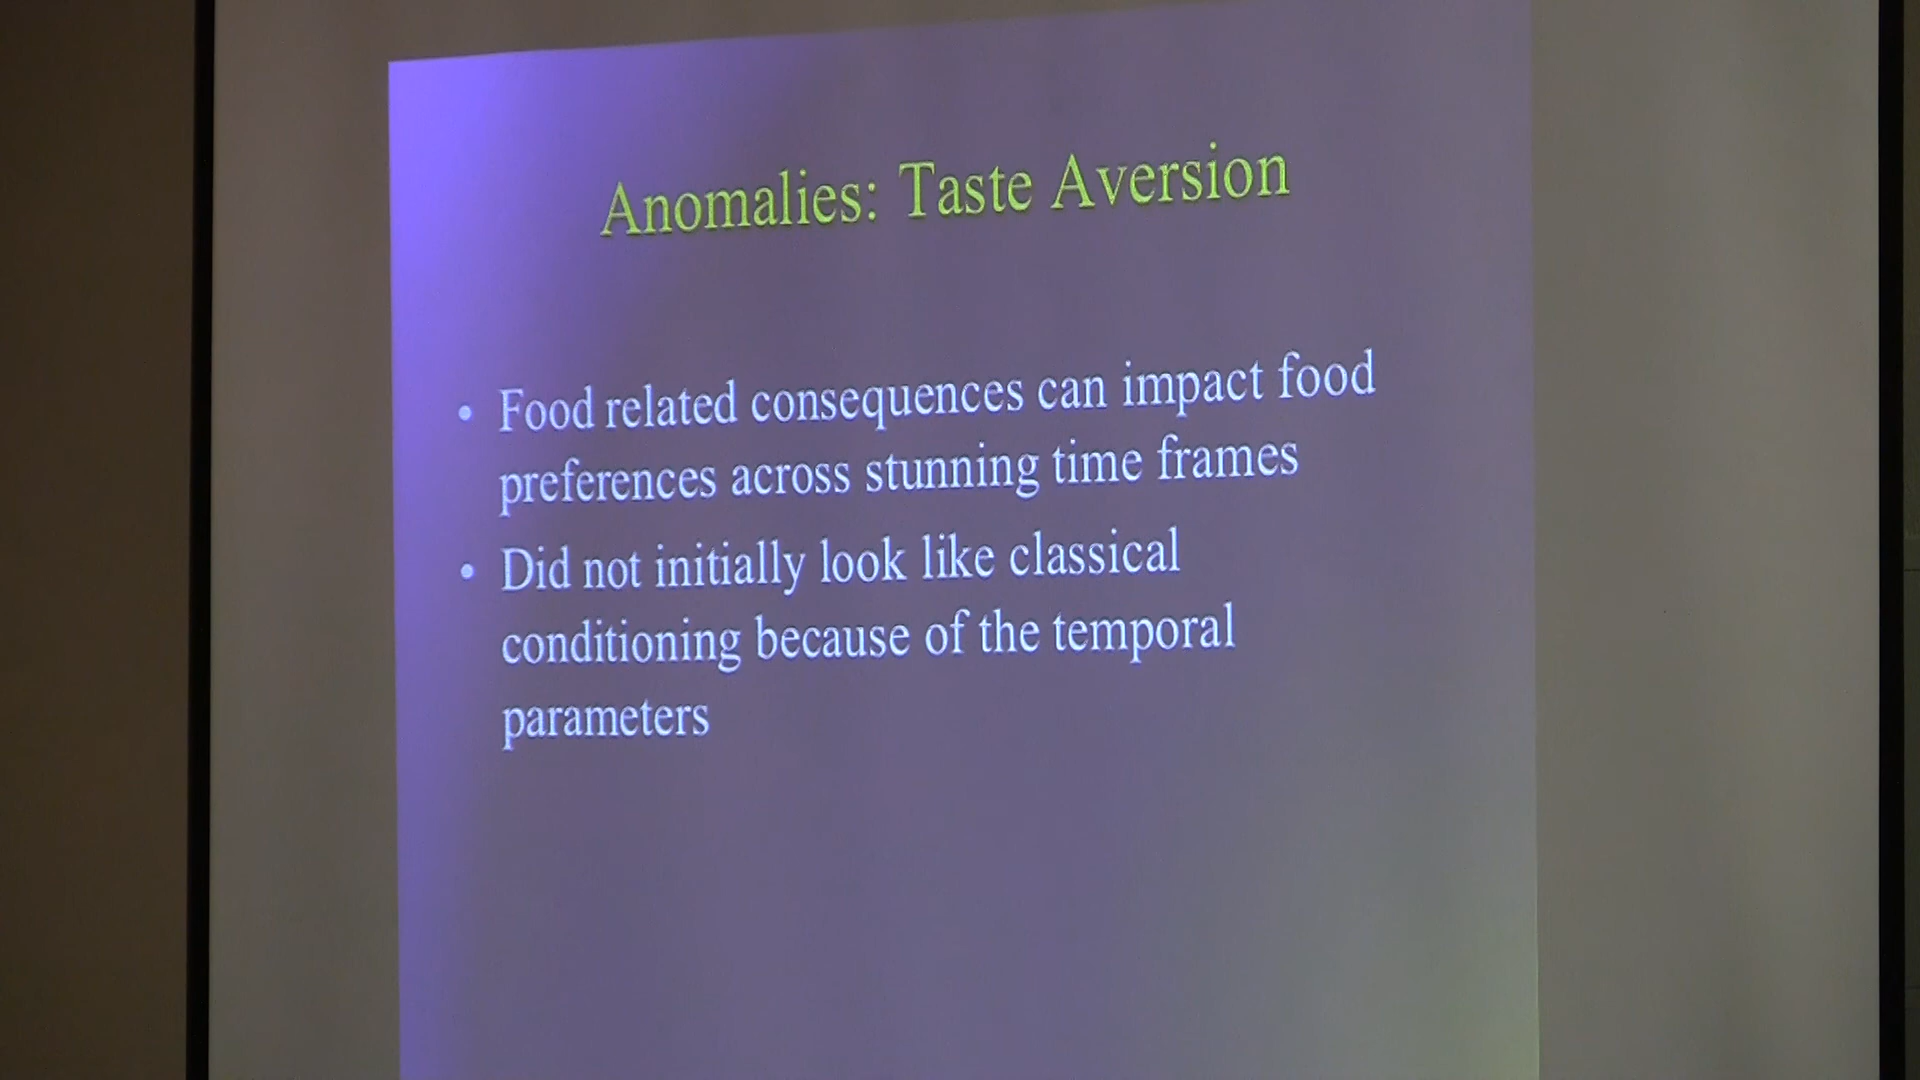 Anomalies: Taste Aversion
• Food related consequences can impact food
preferences across stunning time frames
• Did not initially look like classical
conditioning because of the temporal
parameters